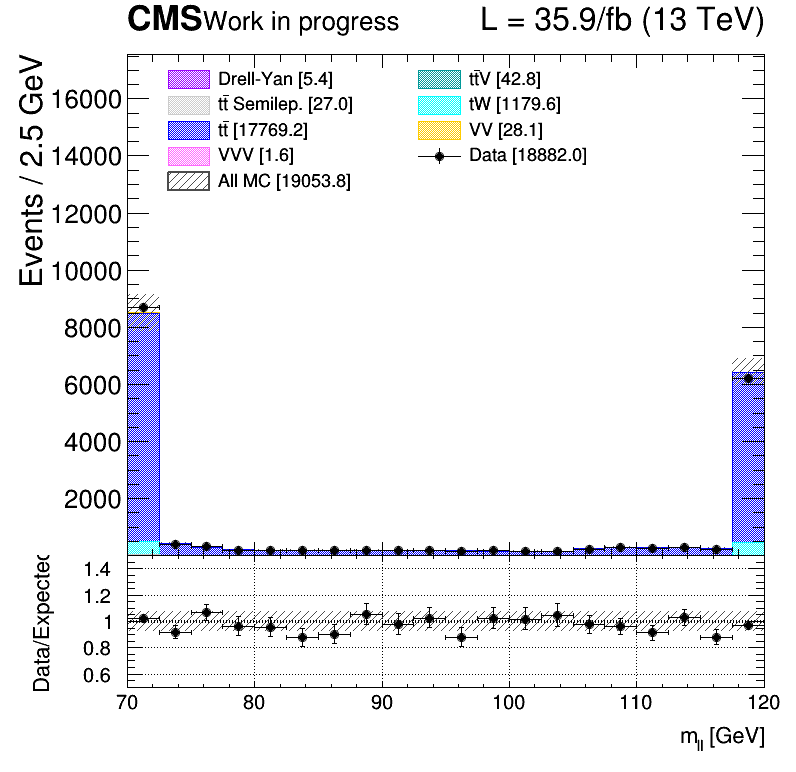 CMS Work in progress L = 35.9/fb (13 TeV)
Events / 2.5 GeV
16000
14000
12000
10000
8000
6000
4000
2000
Drell-Yan [5.4]
tt̄ Semilep. [27.0]
tt̄ [17769.2]
VVV [1.6]
All MC [19053.8]
tt̄V [42.8]
tW [1179.6]
VV [28.1]
Data [18882.0]
Data/Expected
1.4
1.2
1
0.8
0.6
70 80 90 100 110 120
m_ll [GeV]